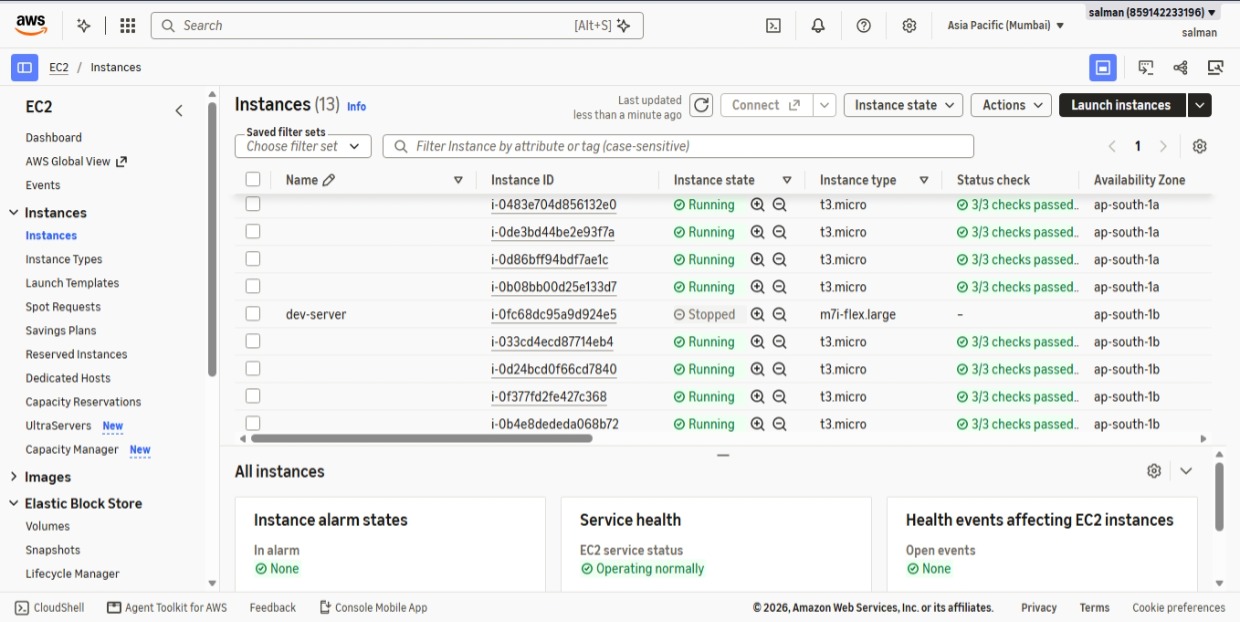 aws
Search [Alt+S]
Asia Pacific (Mumbai)
salman (859142233196)
salman
EC2 / Instances
EC2
Dashboard
AWS Global View
Events
Instances
Instances
Instance Types
Launch Templates
Spot Requests
Savings Plans
Reserved Instances
Dedicated Hosts
Capacity Reservations
UltraServers New
Capacity Manager New
Images
Elastic Block Store
Volumes
Snapshots
Lifecycle Manager
Instances (13) Info
Last updated
less than a minute ago
Connect
Instance state
Actions
Launch instances
Saved filter sets
Choose filter set
Filter Instance by attribute or tag (case-sensitive)
1
Name Instance ID Instance state Instance type Status check Availability Zone
i-0483e704d856132e0 Running t3.micro 3/3 checks passed.. ap-south-1a
i-0de3bd44be2e93f7a Running t3.micro 3/3 checks passed.. ap-south-1a
i-0d86bff94bdf7ae1c Running t3.micro 3/3 checks passed.. ap-south-1a
i-0b08bb00d25e133d7 Running t3.micro 3/3 checks passed.. ap-south-1a
dev-server i-0fc68dc95a9d924e5 Stopped m7i-flex.large – ap-south-1b
i-033cd4ecd87714eb4 Running t3.micro 3/3 checks passed.. ap-south-1b
i-0d24bcd0f66cd7840 Running t3.micro 3/3 checks passed.. ap-south-1b
i-0f377fd2fe427c368 Running t3.micro 3/3 checks passed.. ap-south-1b
i-0b4e8dededa068b72 Running t3.micro 3/3 checks passed.. ap-south-1b
All instances
Instance alarm states
In alarm
None
Service health
EC2 service status
Operating normally
Health events affecting EC2 instances
Open events
None
CloudShell Agent Toolkit for AWS Feedback Console Mobile App
© 2026, Amazon Web Services, Inc. or its affiliates. Privacy Terms Cookie preferences